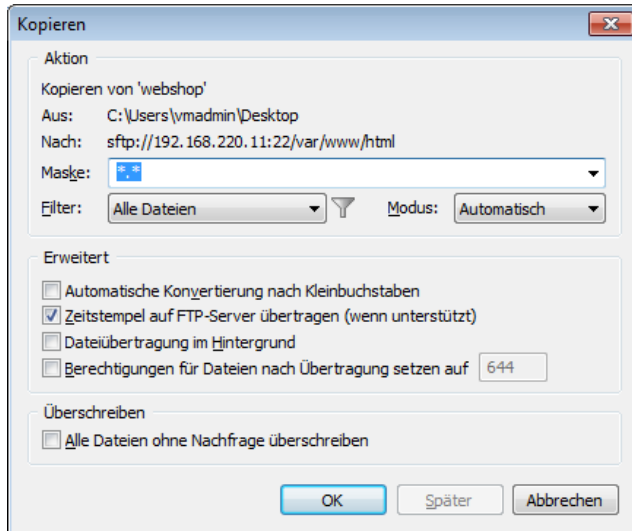 Kopieren
Aktion
Kopieren von 'webshop'
Aus: C:\Users\vmadmin\Desktop
Nach: sftp://192.168.220.11:22/var/www/html
Maske: *.*
Filter: Alle Dateien Modus: Automatisch
Erweitert
Automatische Konvertierung nach Kleinbuchstaben
Zeitstempel auf FTP-Server übertragen (wenn unterstützt)
Dateiübertragung im Hintergrund
Berechtigungen für Dateien nach Übertragung setzen auf 644
Überschreiben
Alle Dateien ohne Nachfrage überschreiben
OK Später Abbrechen